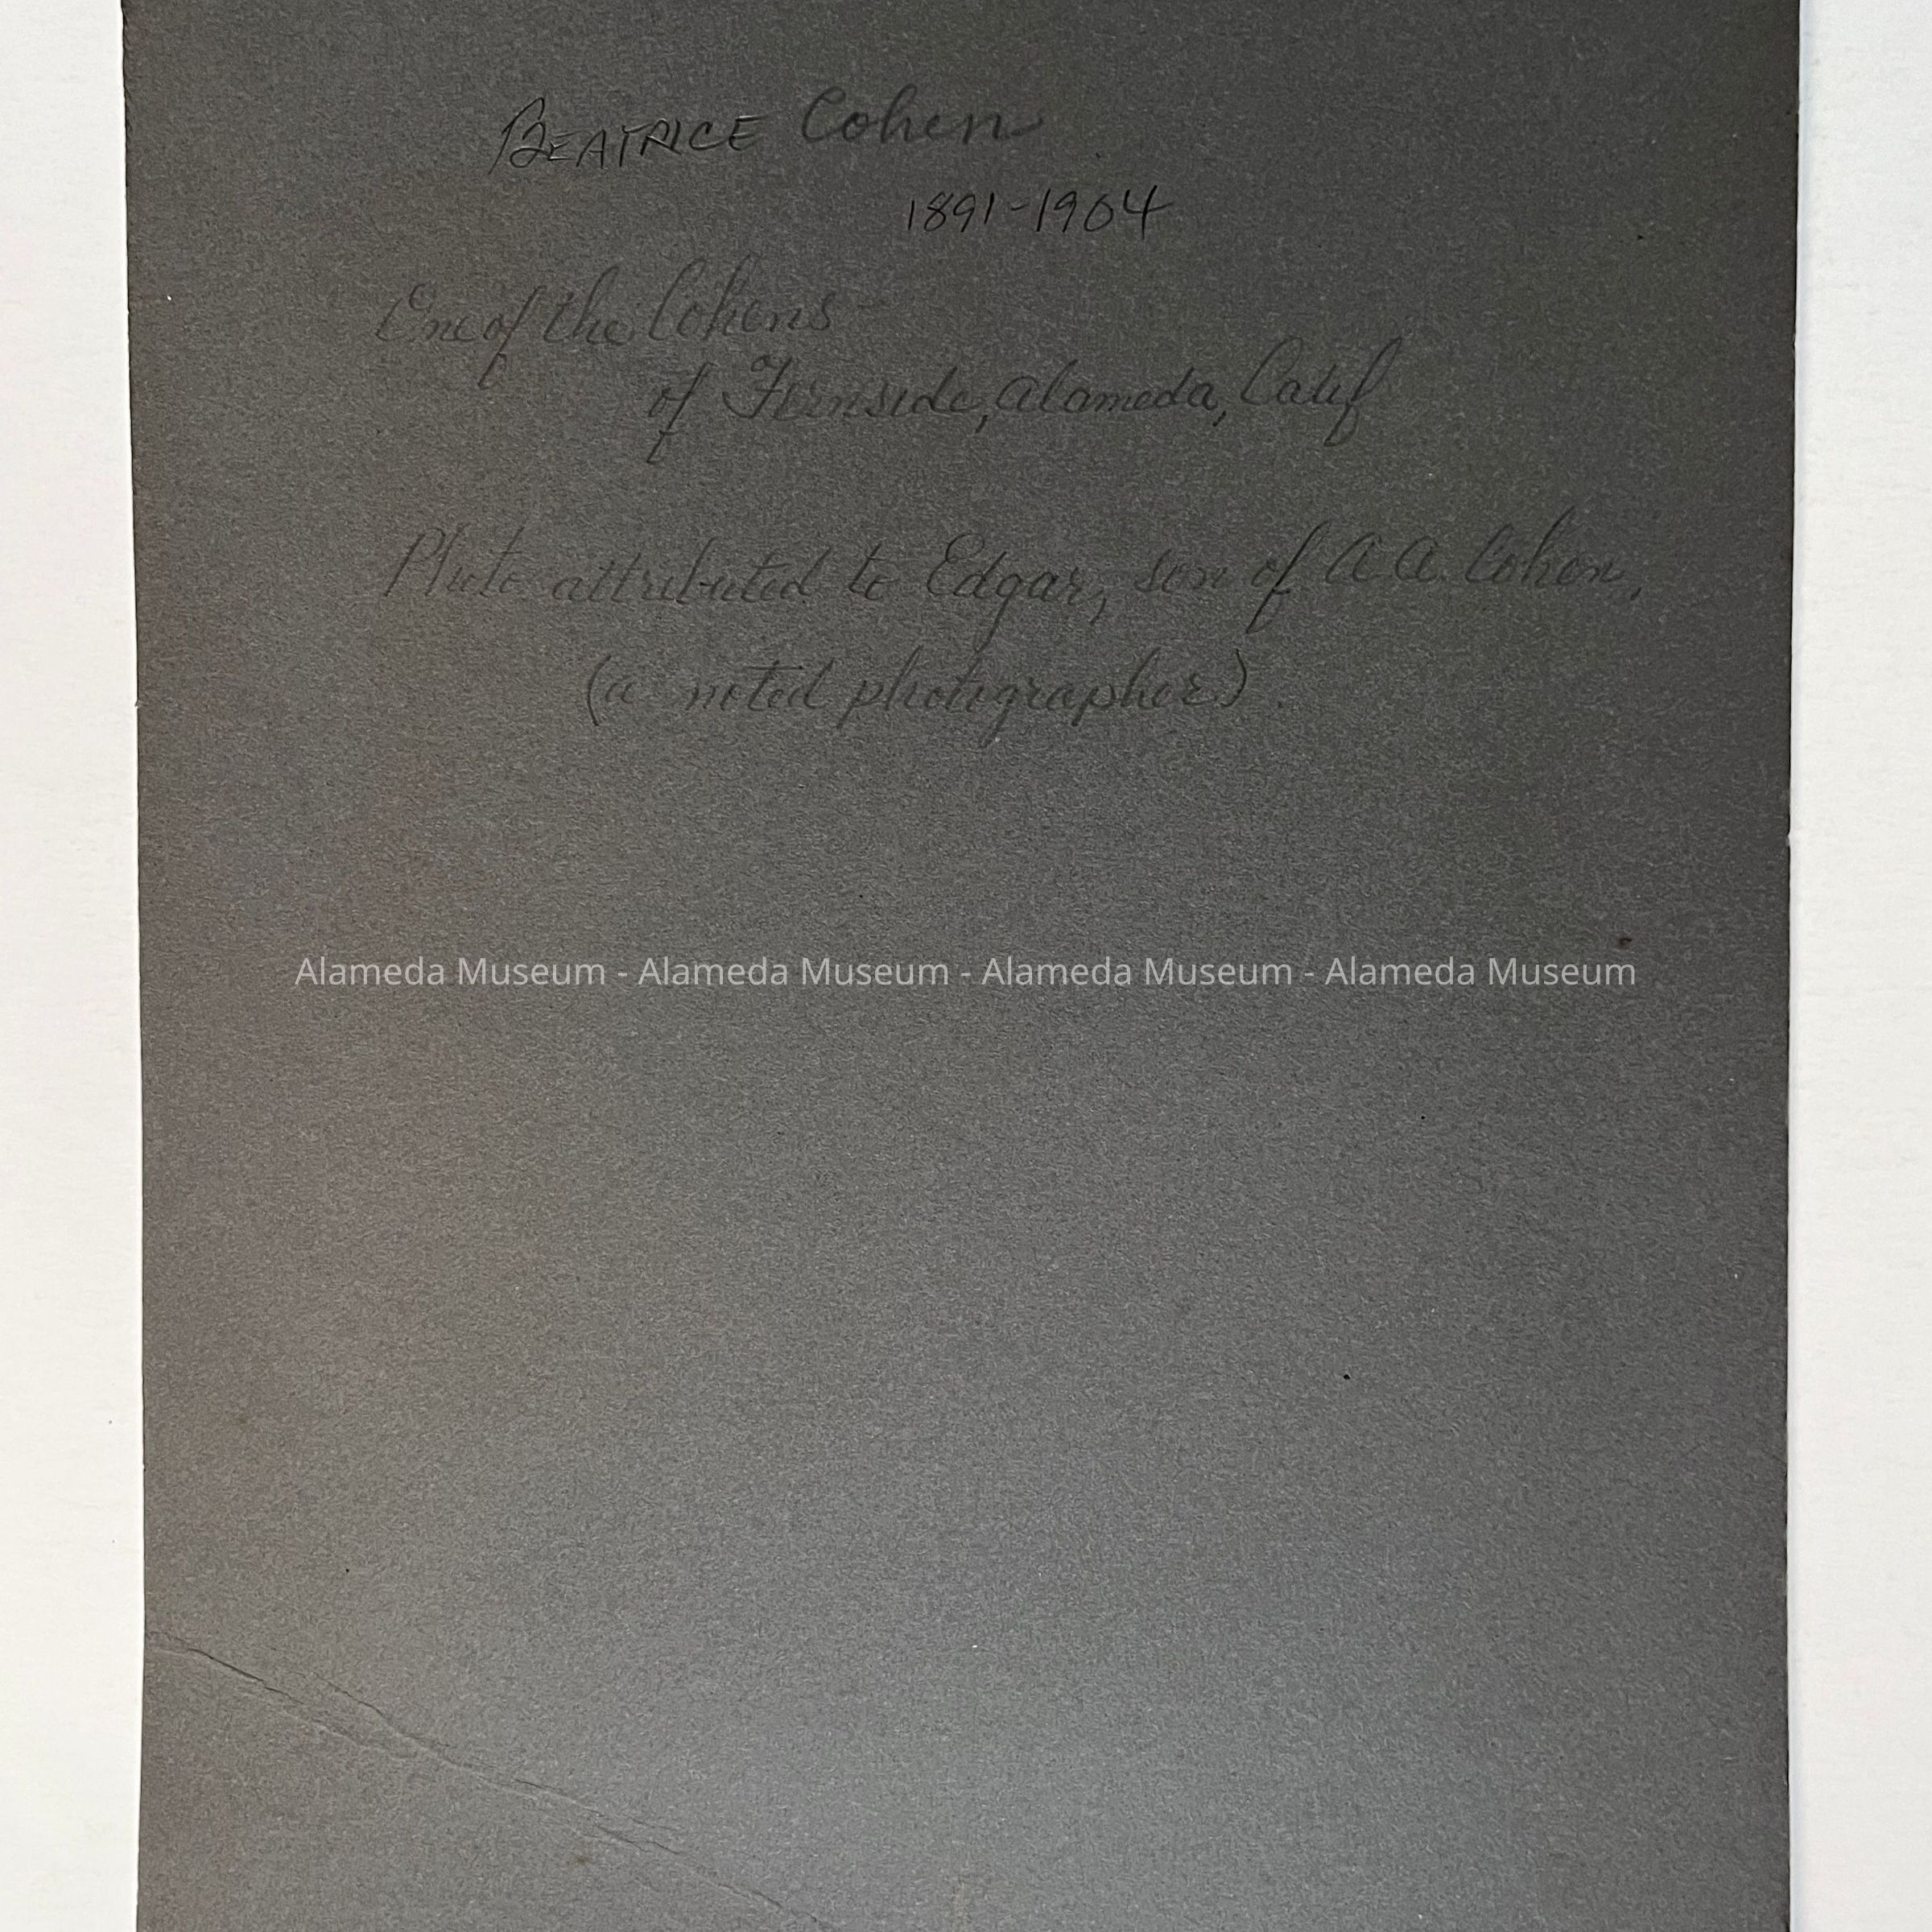 BEATRICE Cohen
1891-1904
One of the Cohens -
of Fernside, Alameda, Calif
Photo attributed to Edgar, son of A A. Cohen,
(a noted photographer).
Alameda Museum - Alameda Museum - Alameda Museum - Alameda Museum